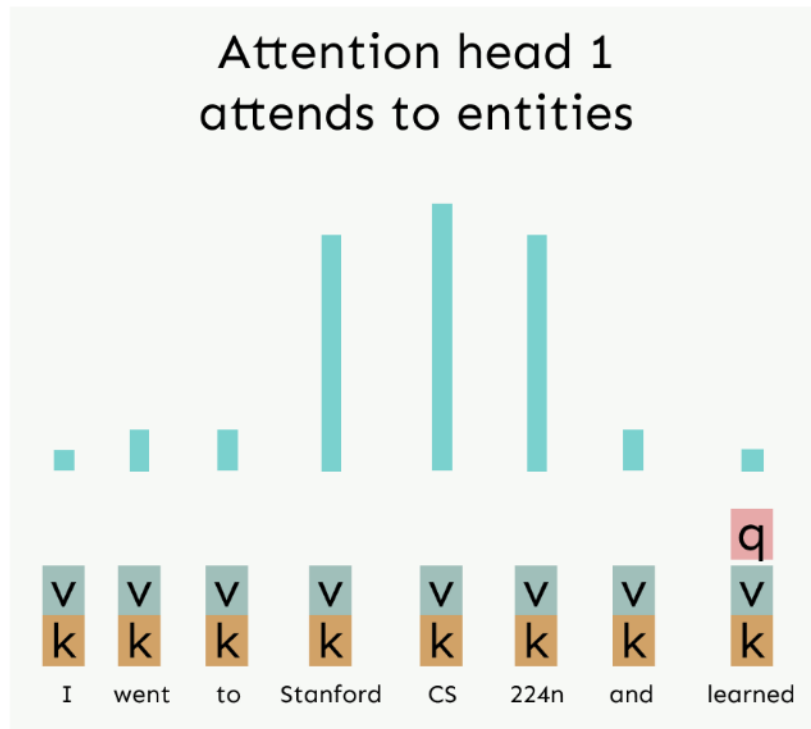 Attention head 1
attends to entities
q
v v v v v v v v
k k k k k k k k
I went to Stanford CS 224n and learned